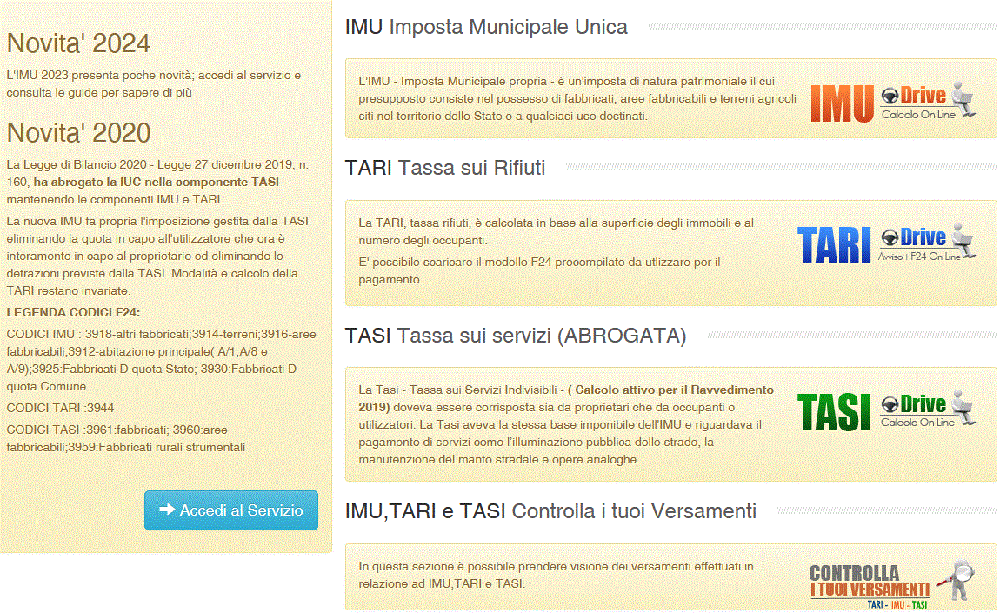 Novita' 2024
L'IMU 2023 presenta poche novità; accedi al servizio e
consulta le guide per sapere di più
Novita' 2020
La Legge di Bilancio 2020 - Legge 27 dicembre 2019, n.
160, ha abrogato la IUC nella componente TASI
mantenendo le componenti IMU e TARI.
La nuova IMU fa propria l'imposizione gestita dalla TASI
eliminando la quota in capo all'utilizzatore che ora è
interamente in capo al proprietario ed eliminando le
detrazioni previste dalla TASI. Modalità e calcolo della
TARI restano invariate.
LEGENDA CODICI F24:
CODICI IMU : 3918-altri fabbricati;3914-terreni;3916-aree
fabbricabili;3912-abitazione principale( A/1,A/8 e
A/9);3925:Fabbricati D quota Stato; 3930:Fabbricati D
quota Comune
CODICI TARI :3944
CODICI TASI :3961:fabbricati; 3960:aree
fabbricabili;3959:Fabbricati rurali strumentali
Accedi al Servizio
IMU Imposta Municipale Unica
L'IMU - Imposta Municipale propria - è un'imposta di natura patrimoniale il cui
presupposto consiste nel possesso di fabbricati, aree fabbricabili e terreni agricoli
siti nel territorio dello Stato e a qualsiasi uso destinati.
IMU Drive
Calcolo On Line
TARI Tassa sui Rifiuti
La TARI, tassa rifiuti, è calcolata in base alla superficie degli immobili e al
numero degli occupanti.
E' possibile scaricare il modello F24 precompilato da utlizzare per il
pagamento.
TARI Drive
Avviso+F24 On Line
TASI Tassa sui servizi (ABROGATA)
La Tasi - Tassa sui Servizi Indivisibili - ( Calcolo attivo per il Ravvedimento
2019) doveva essere corrisposta sia da proprietari che da occupanti o
utilizzatori. La Tasi aveva la stessa base imponibile dell'IMU e riguardava il
pagamento di servizi come l'illuminazione pubblica delle strade, la
manutenzione del manto stradale e opere analoghe.
TASI Drive
Calcolo On Line
IMU,TARI e TASI Controlla i tuoi Versamenti
In questa sezione è possibile prendere visione dei versamenti effettuati in
relazione ad IMU,TARI e TASI.
CONTROLLA
I TUOI VERSAMENTI
TARI - IMU - TASI